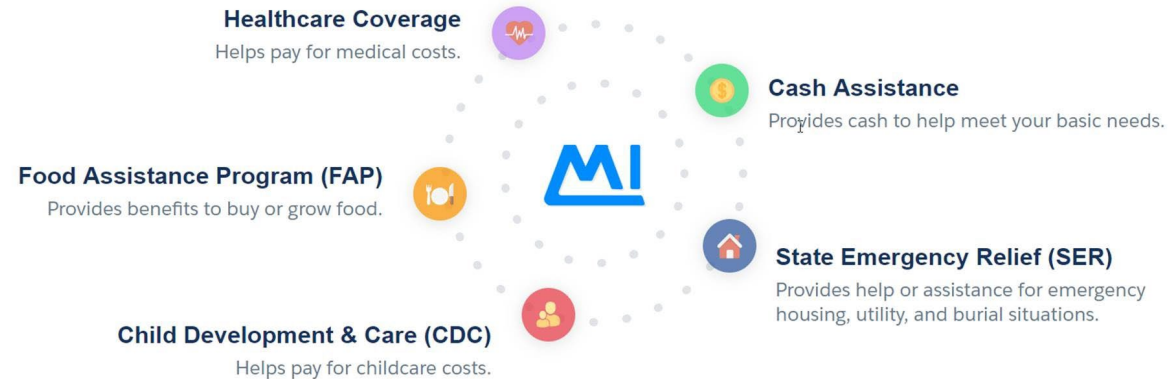 Healthcare Coverage
Helps pay for medical costs.
Cash Assistance
Provides cash to help meet your basic needs.
MI
Food Assistance Program (FAP)
Provides benefits to buy or grow food.
State Emergency Relief (SER)
Provides help or assistance for emergency
housing, utility, and burial situations.
Child Development & Care (CDC)
Helps pay for childcare costs.